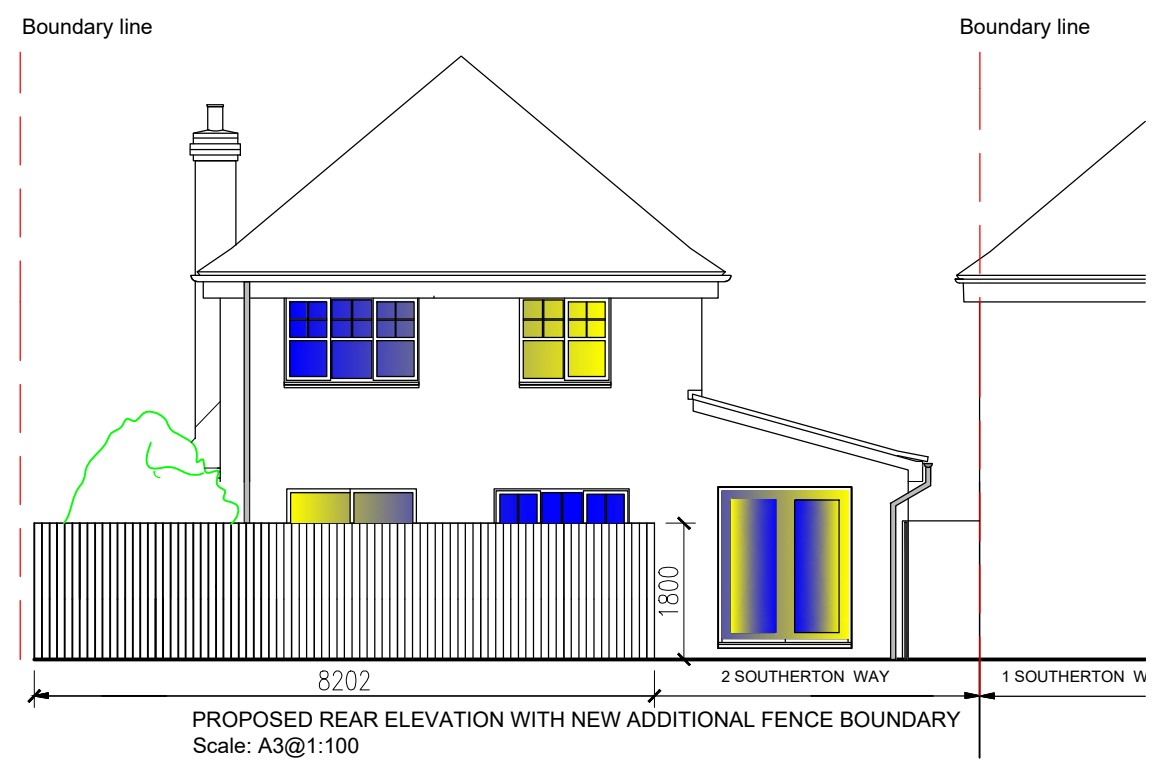 Boundary line
Boundary line
1800
8202
2 SOUTHERTON WAY
1 SOUTHERTON W
PROPOSED REAR ELEVATION WITH NEW ADDITIONAL FENCE BOUNDARY
Scale: A3@1:100